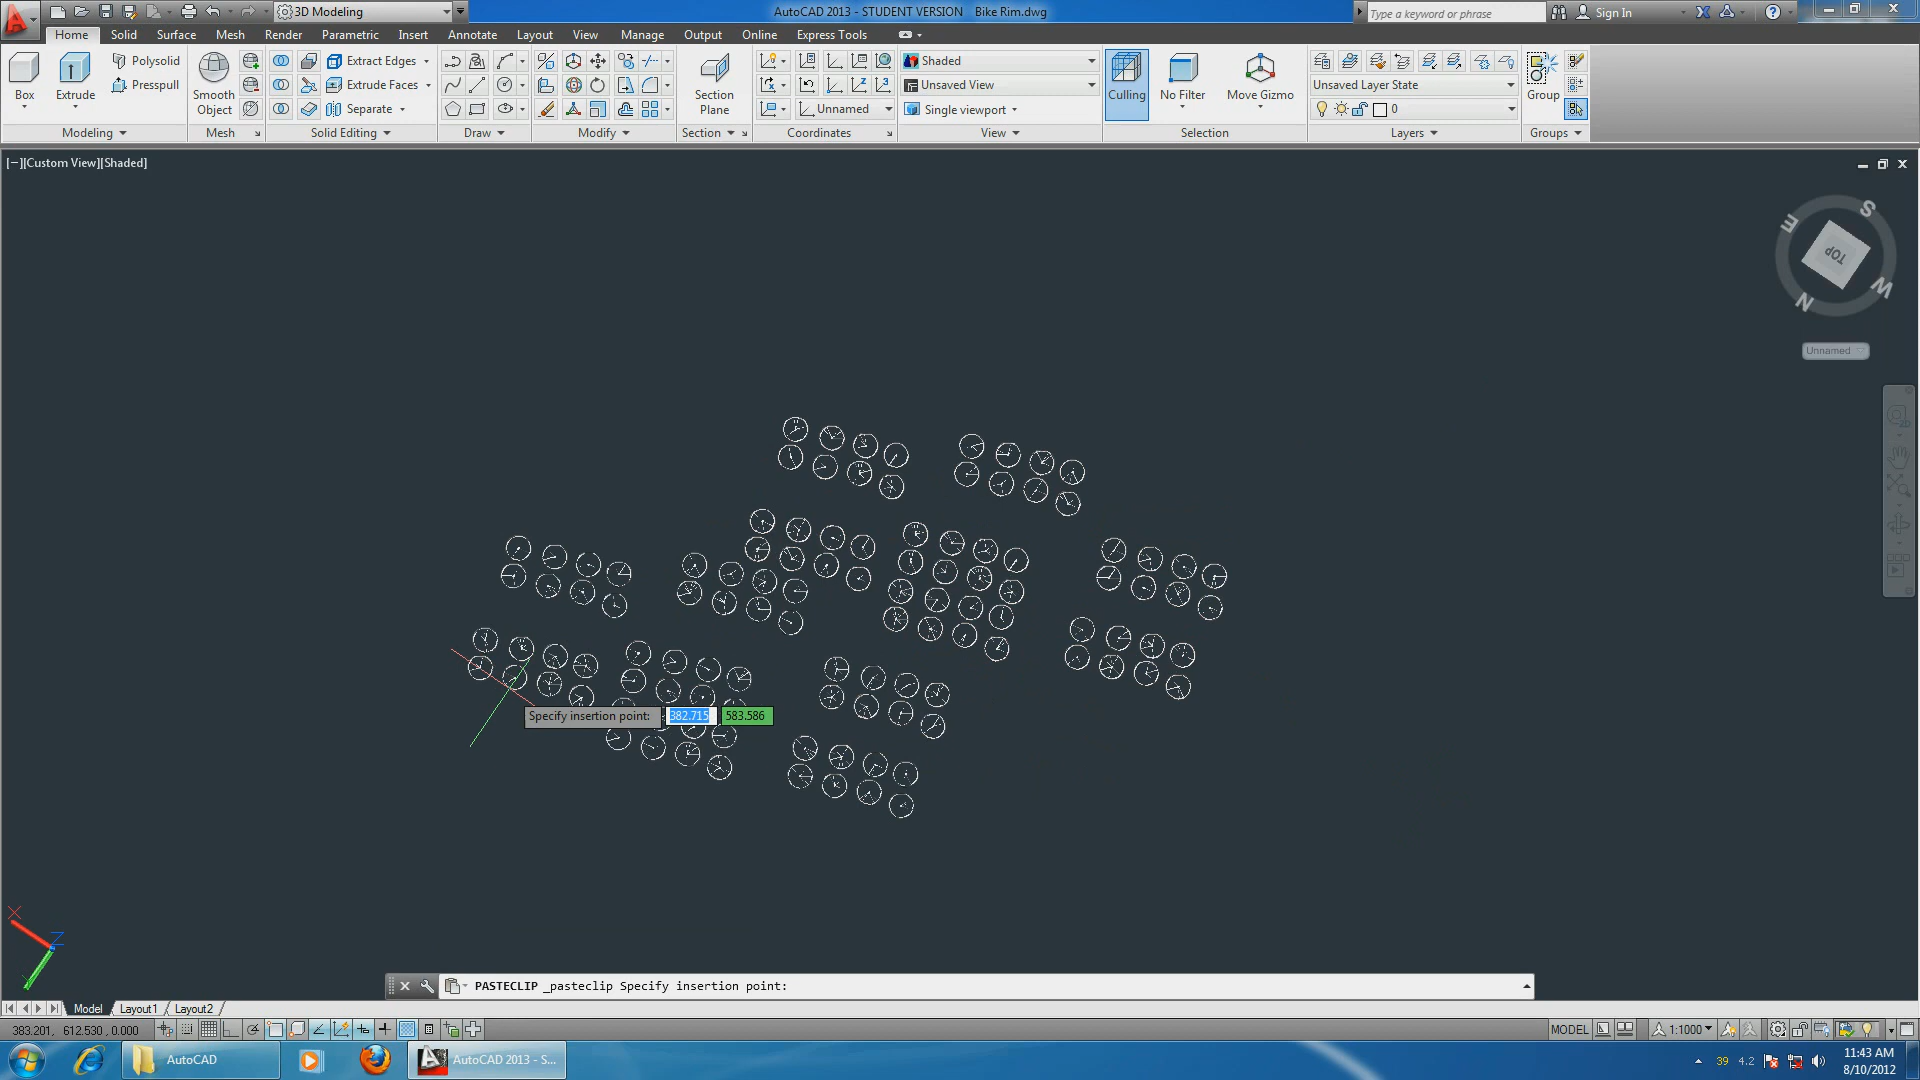 3D Modeling
AutoCAD 2013 - STUDENT VERSION Bike Rim.dwg
Type a keyword or phrase
Sign In
Home Solid Surface Mesh Render Parametric Insert Annotate Layout View Manage Output Online Express Tools
Box
Extrude
Polysolid
Presspull
Modeling
Smooth
Object
Mesh
Extract Edges
Extrude Faces
Separate
Solid Editing
Draw
Modify
Section
Plane
Section
Unnamed
Coordinates
Shaded
Unsaved View
Single viewport
View
Culling
No Filter
Move Gizmo
Selection
Unsaved Layer State
0
Layers
Group
Groups
[−][Custom View][Shaded]
S
E
TOP
W
N
Unnamed
Specify insertion point: 382.715 583.586
X
Z
PASTECLIP _pasteclip Specify insertion point:
Model Layout1 Layout2
383.201, 612.530, 0.000
MODEL
1:1000
AutoCAD
AutoCAD 2013 - S...
39 4.2
11:43 AM
8/10/2012